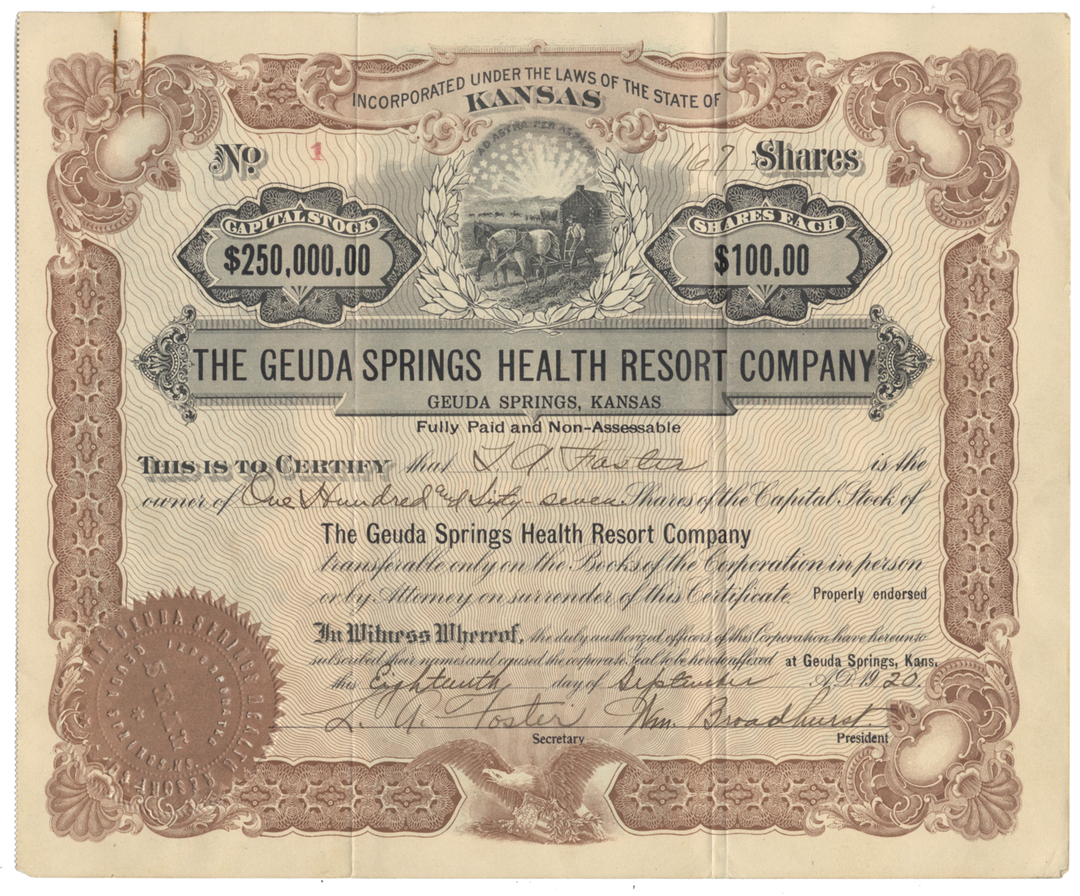 INCORPORATED UNDER THE LAWS OF THE STATE OF
KANSAS
No. 1
167 Shares
AD ASTRA PER
CAPITAL STOCK
$250,000.00
SHARES EACH
$100.00
THE GEUDA SPRINGS HEALTH RESORT COMPANY
GEUDA SPRINGS, KANSAS
Fully Paid and Non-Assessable
THIS IS TO CERTIFY that L. A. Foster is the
owner of One Hundred and Sixty-seven Shares of the Capital Stock of
The Geuda Springs Health Resort Company
transferable only on the Books of the Corporation in person
or by Attorney on surrender of this Certificate Properly endorsed
In Witness Whereof, the duly authorized officers of this Corporation have hereunto
subscribed their names and caused the corporate Seal to be hereto affixed at Geuda Springs, Kans.
this Eighteenth day of September A.D. 1920.
L. A. Foster Wm. Broadhurst.
Secretary President
THE GEUDA SPRINGS HEALTH RESORT
INCORPORATED